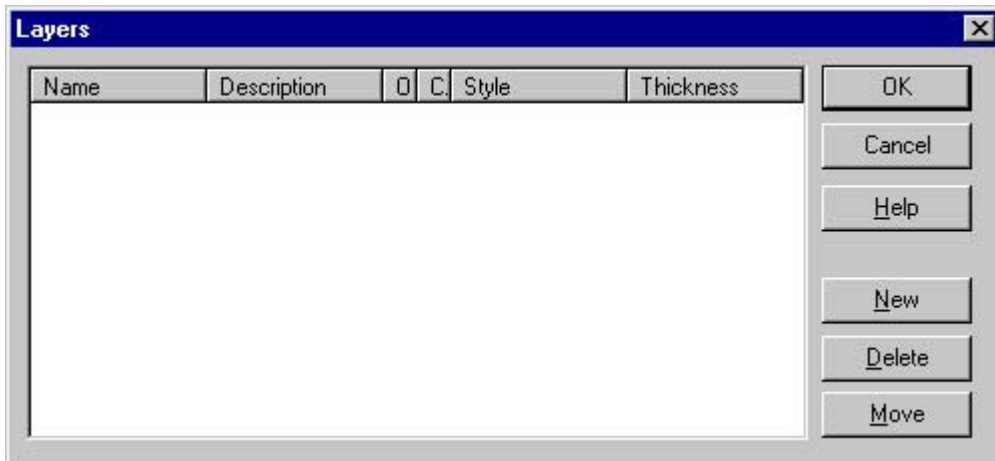 Layers
Name Description O C. Style Thickness
OK
Cancel
Help
New
Delete
Move